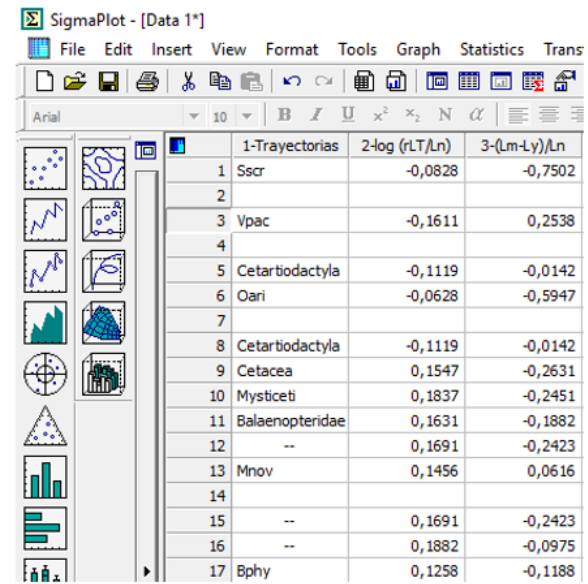 SigmaPlot - [Data 1*]
File Edit Insert View Format Tools Graph Statistics Trans
Arial 10 B I U x² x₂ N α
1-Trayectorias 2-log (rLT/Ln) 3-(Lm-Ly)/Ln
1 Sscr -0,0828 -0,7502
2
3 Vpac -0,1611 0,2538
4
5 Cetartiodactyla -0,1119 -0,0142
6 Oari -0,0628 -0,5947
7
8 Cetartiodactyla -0,1119 -0,0142
9 Cetacea 0,1547 -0,2631
10 Mysticeti 0,1837 -0,2451
11 Balaenopteridae 0,1631 -0,1882
12 -- 0,1691 -0,2423
13 Mnov 0,1456 0,0616
14
15 -- 0,1691 -0,2423
16 -- 0,1882 -0,0975
17 Bphy 0,1258 -0,1188